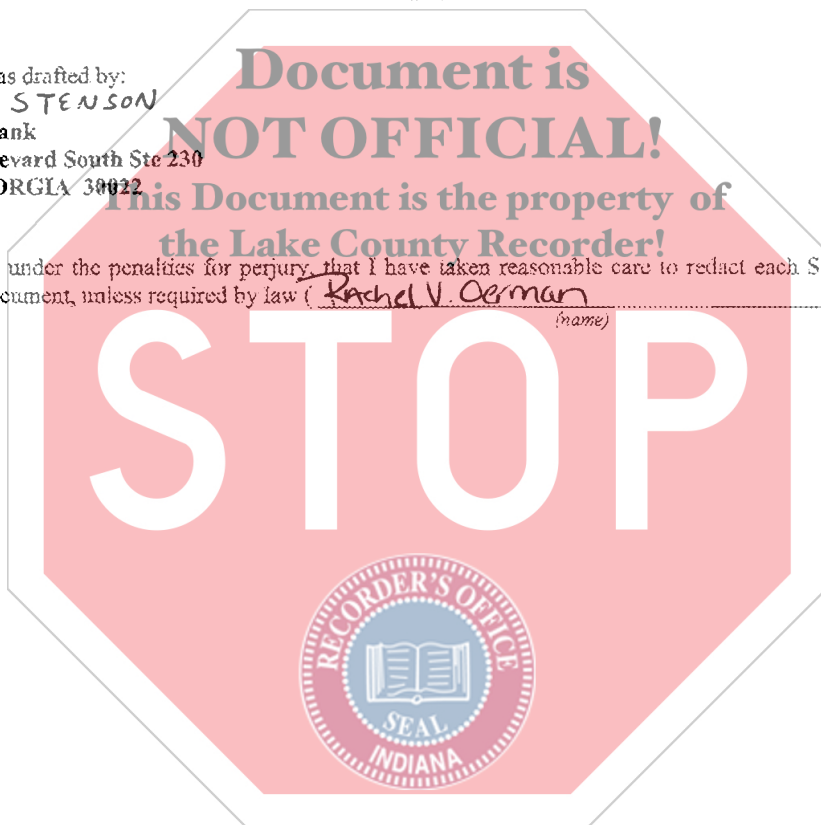 Document is
as drafted by:
STENSON
NOT OFFICIAL!
ank
evard South Ste 230
ORGIA 30022
This Document is the property of
the Lake County Recorder!
under the penalties for perjury, that I have taken reasonable care to redact each S
cument, unless required by law ( Rachel V. Oerman
(name)
STOP
RECORDER'S OFFICE
SEAL
INDIANA